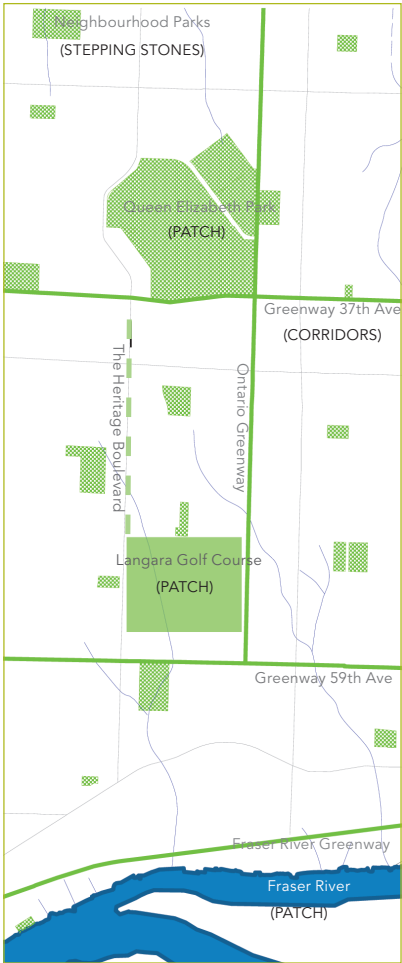 Neighbourhood Parks
(STEPPING STONES)
Queen Elizabeth Park
(PATCH)
Greenway 37th Ave
(CORRIDORS)
The Heritage Boulevard
Ontario Greenway
Langara Golf Course
(PATCH)
Greenway 59th Ave
Fraser River Greenway
Fraser River
(PATCH)